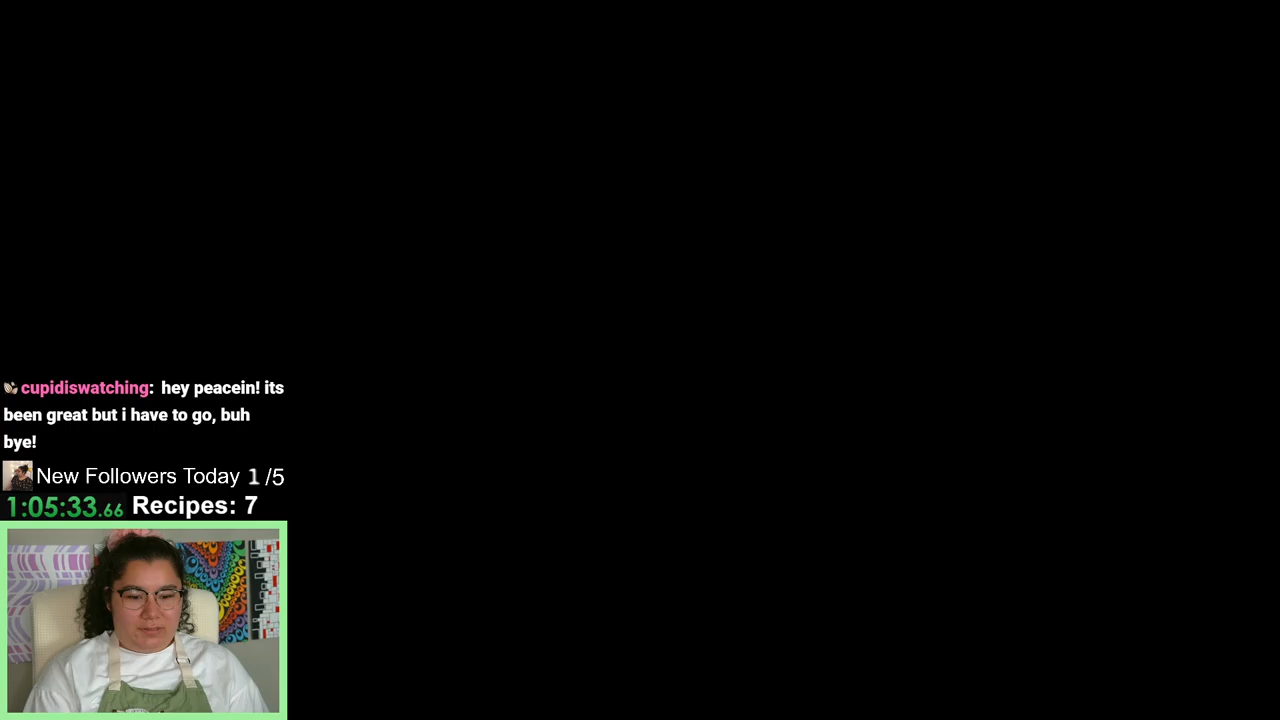 cupidiswatching: hey peacein! its
been great but i have to go, buh
bye!
New Followers Today 1 /5
1:05:33.66 Recipes: 7